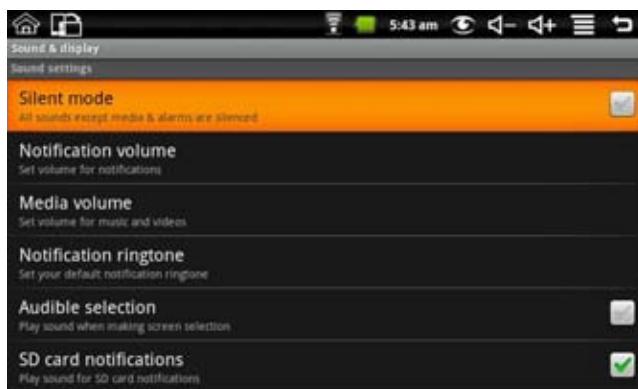 5:43 am
Sound & display
Sound settings
Silent mode
All sounds except media & alarms are silenced
Notification volume
Set volume for notifications
Media volume
Set volume for music and videos
Notification ringtone
Set your default notification ringtone
Audible selection
Play sound when making screen selection
SD card notifications
Play sound for SD card notifications